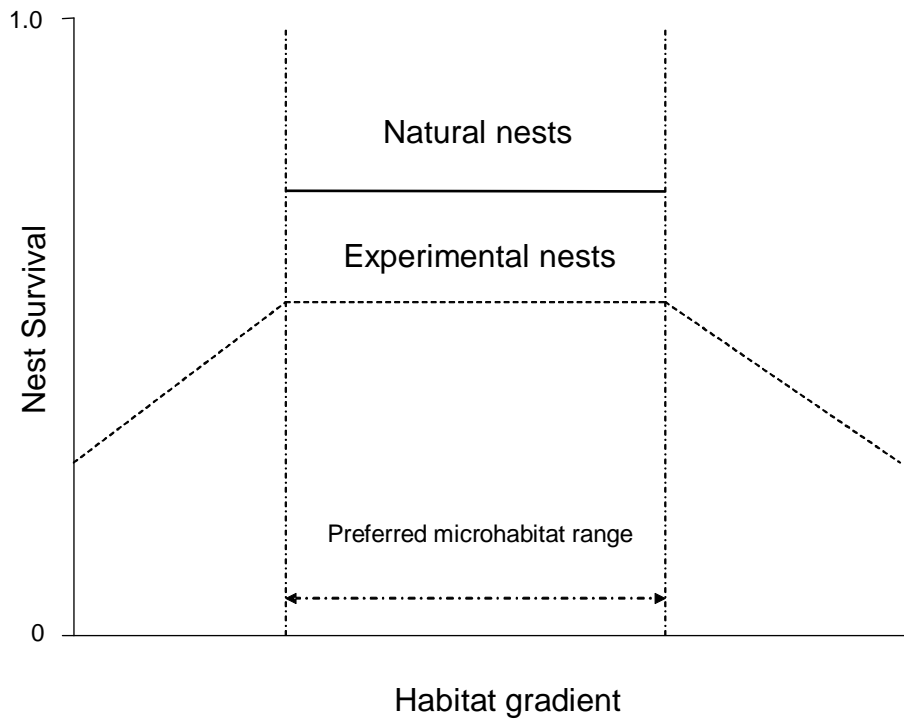 1.0
Natural nests
Experimental nests
Nest Survival
Preferred microhabitat range
0
Habitat gradient